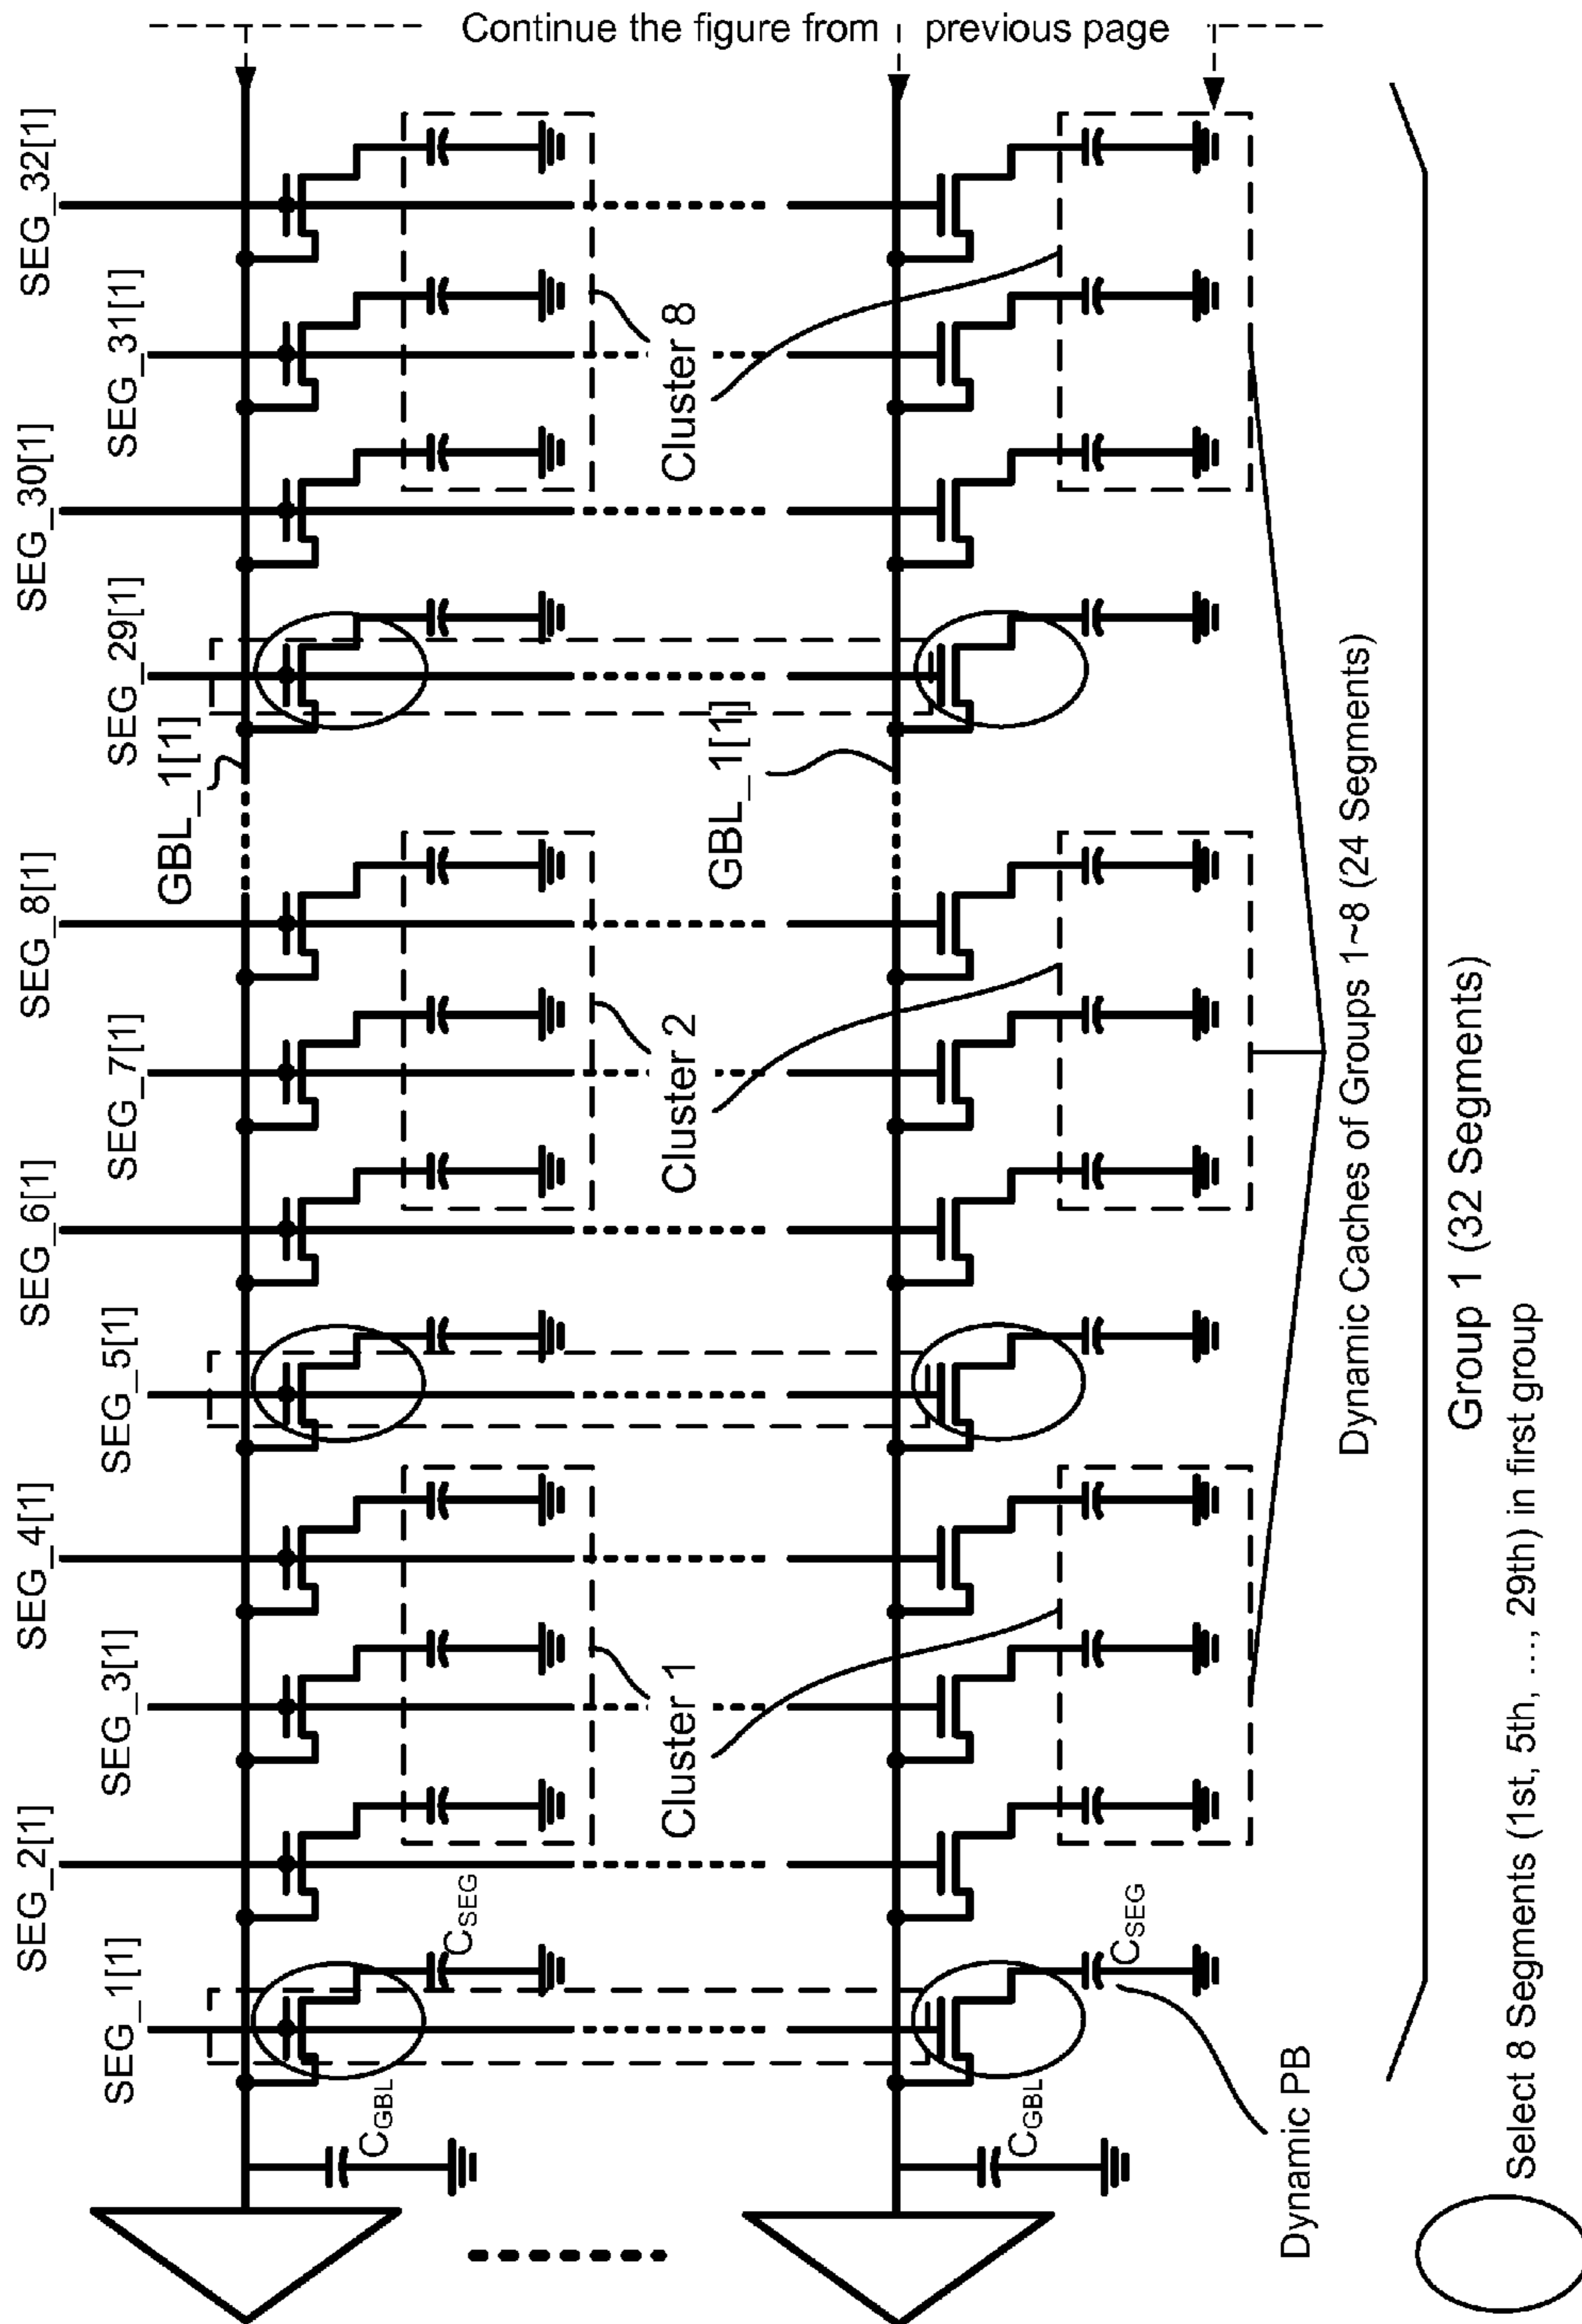 Continue the figure from previous page
SEG_1[1]
SEG_2[1]
SEG_3[1]
SEG_4[1]
SEG_5[1]
SEG_6[1]
SEG_7[1]
SEG_8[1]
SEG_29[1]
SEG_30[1]
SEG_31[1]
SEG_32[1]
GBL_1[1]
CGBL
CSEG
Cluster 1
Cluster 2
Cluster 8
GBL_1[1]
CGBL
CSEG
Dynamic PB
Dynamic Caches of Groups 1~8 (24 Segments)
Group 1 (32 Segments)
Select 8 Segments (1st, 5th, ..., 29th) in first group